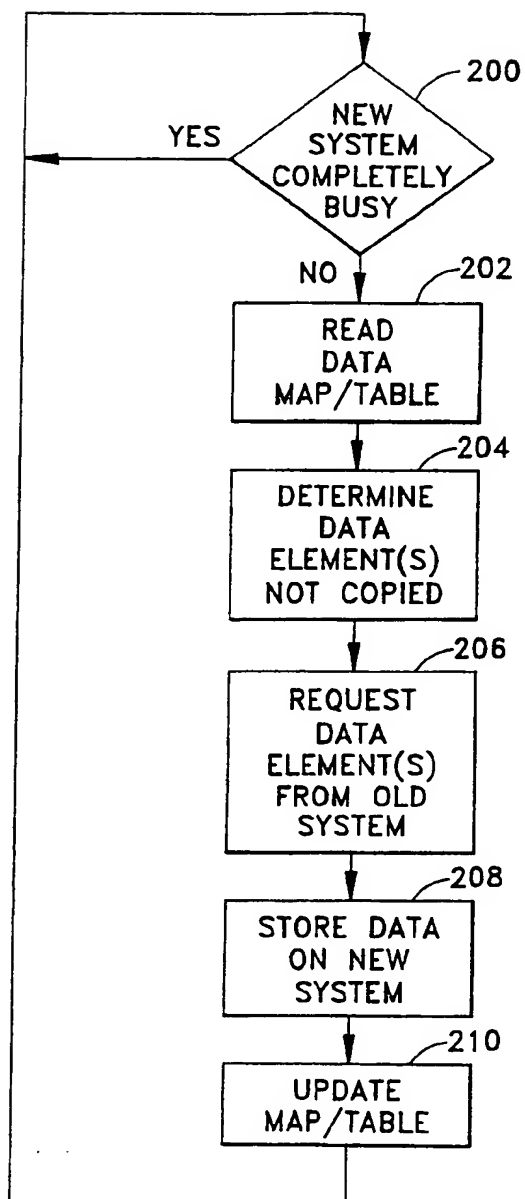 200
NEW
SYSTEM
COMPLETELY
BUSY
YES
NO
202
READ
DATA
MAP/TABLE
204
DETERMINE
DATA
ELEMENT(S)
NOT COPIED
206
REQUEST
DATA
ELEMENT(S)
FROM OLD
SYSTEM
208
STORE DATA
ON NEW
SYSTEM
210
UPDATE
MAP/TABLE